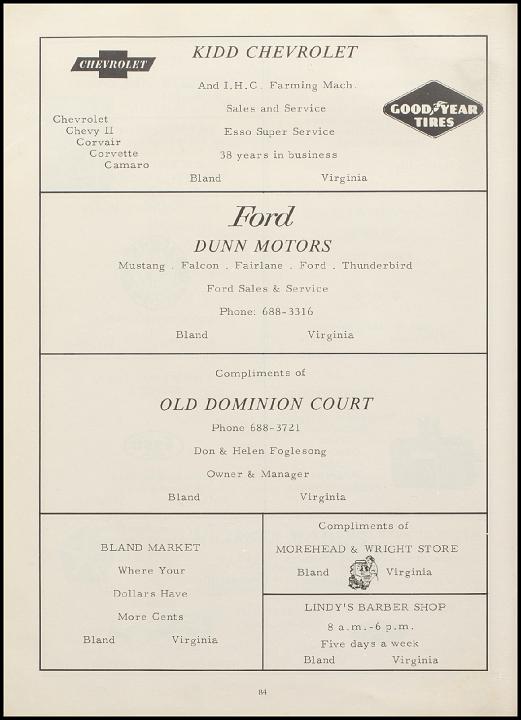 KIDD CHEVROLET
CHEVROLET
And I.H.C. Farming Mach.
Sales and Service
GOODYEAR
TIRES
Chevrolet
Chevy II
Corvair
Corvette
Camaro
Esso Super Service
38 years in business
Bland Virginia
Ford
DUNN MOTORS
Mustang . Falcon . Fairlane . Ford . Thunderbird
Ford Sales & Service
Phone: 688-3316
Bland Virginia
Compliments of
OLD DOMINION COURT
Phone 688-3721
Don & Helen Foglesong
Owner & Manager
Bland Virginia
BLAND MARKET
Where Your
Dollars Have
More Cents
Bland Virginia
Compliments of
MOREHEAD & WRIGHT STORE
Bland Virginia
LINDY'S BARBER SHOP
8 a.m.-6 p.m.
Five days a week
Bland Virginia
84